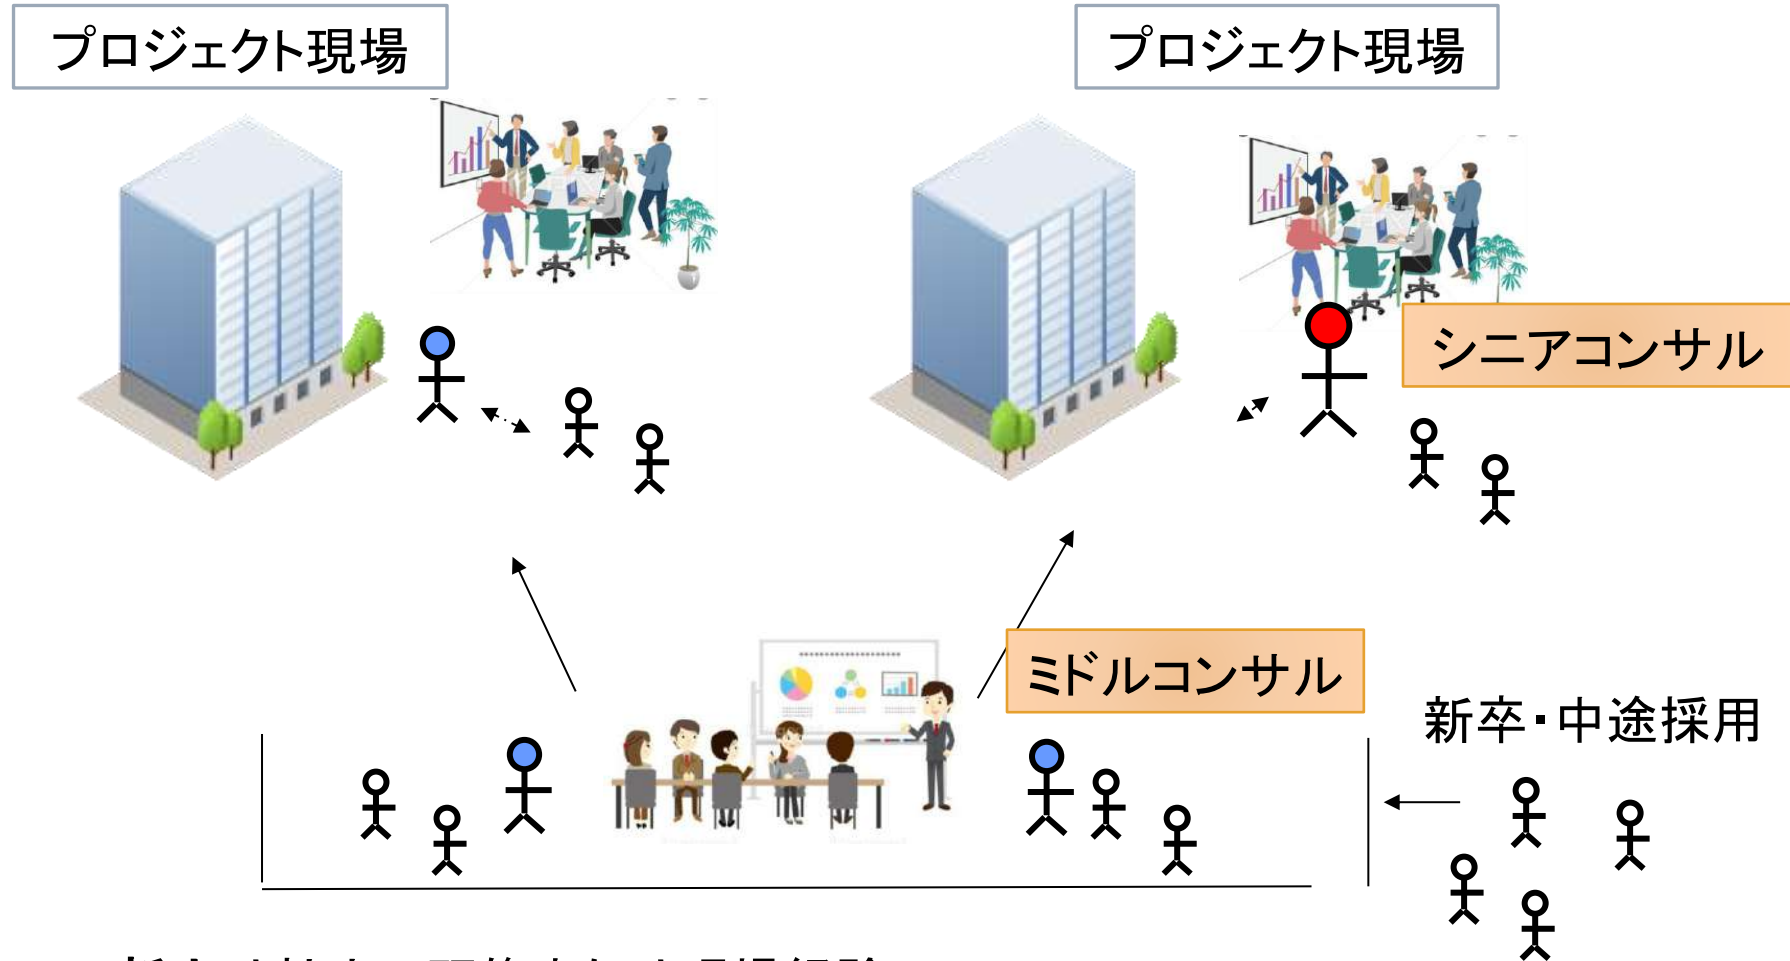 プロジェクト現場
プロジェクト現場
シニアコンサル
ミドルコンサル
新卒・中途採用